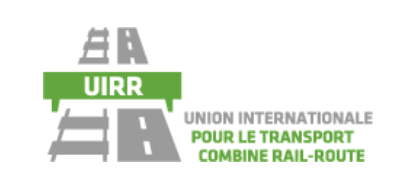 UIRR
UNION INTERNATIONALE
POUR LE TRANSPORT
COMBINE RAIL-ROUTE